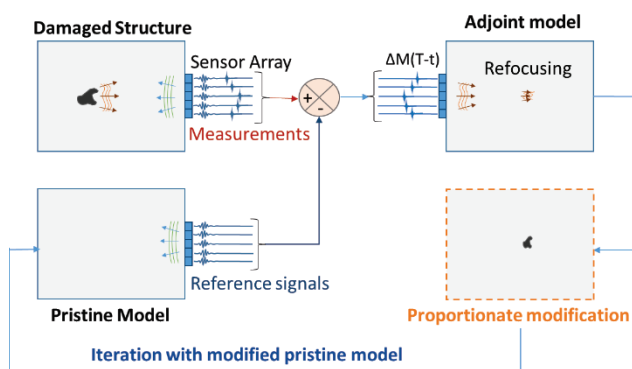 Damaged Structure
Adjoint model
Sensor Array
ΔM(T-t)
Refocusing
+
-
Measurements
Reference signals
Pristine Model
Proportionate modification
Iteration with modified pristine model